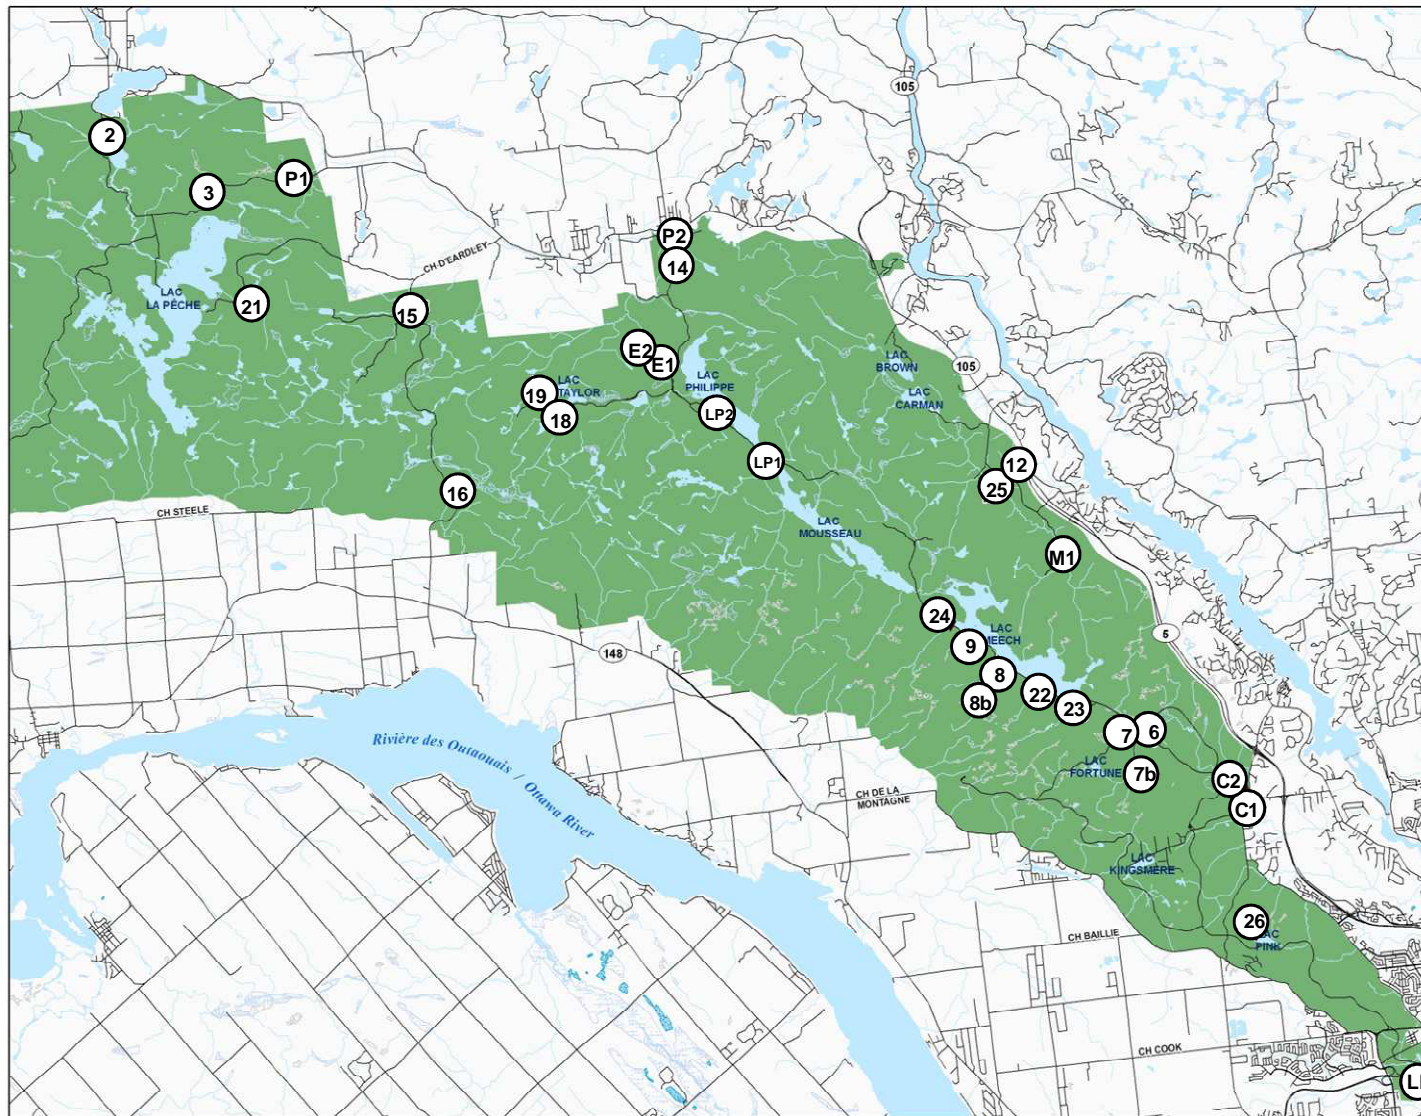 105
2
P1
3
P2
CH D'EARDLEY
14
LAC
LA PÊCHE
21
15
E2
E1
LAC
BROWN
105
LAC
PHILIPPE
LAC
TAYLOR
19
18
LAC
CARMAN
LP2
LP1
12
25
16
CH STEELE
LAC
MOUSSEAU
M1
24
LAC
MEECH
5
9
148
8
8b
22
23
7
6
Rivière des Outaouais / Ottawa River
LAC
FORTUNE
7b
C2
C1
CH DE LA
MONTAGNE
LAC
KINGSMERE
26
LAC
PINK
CH BAILLIE
CH COOK